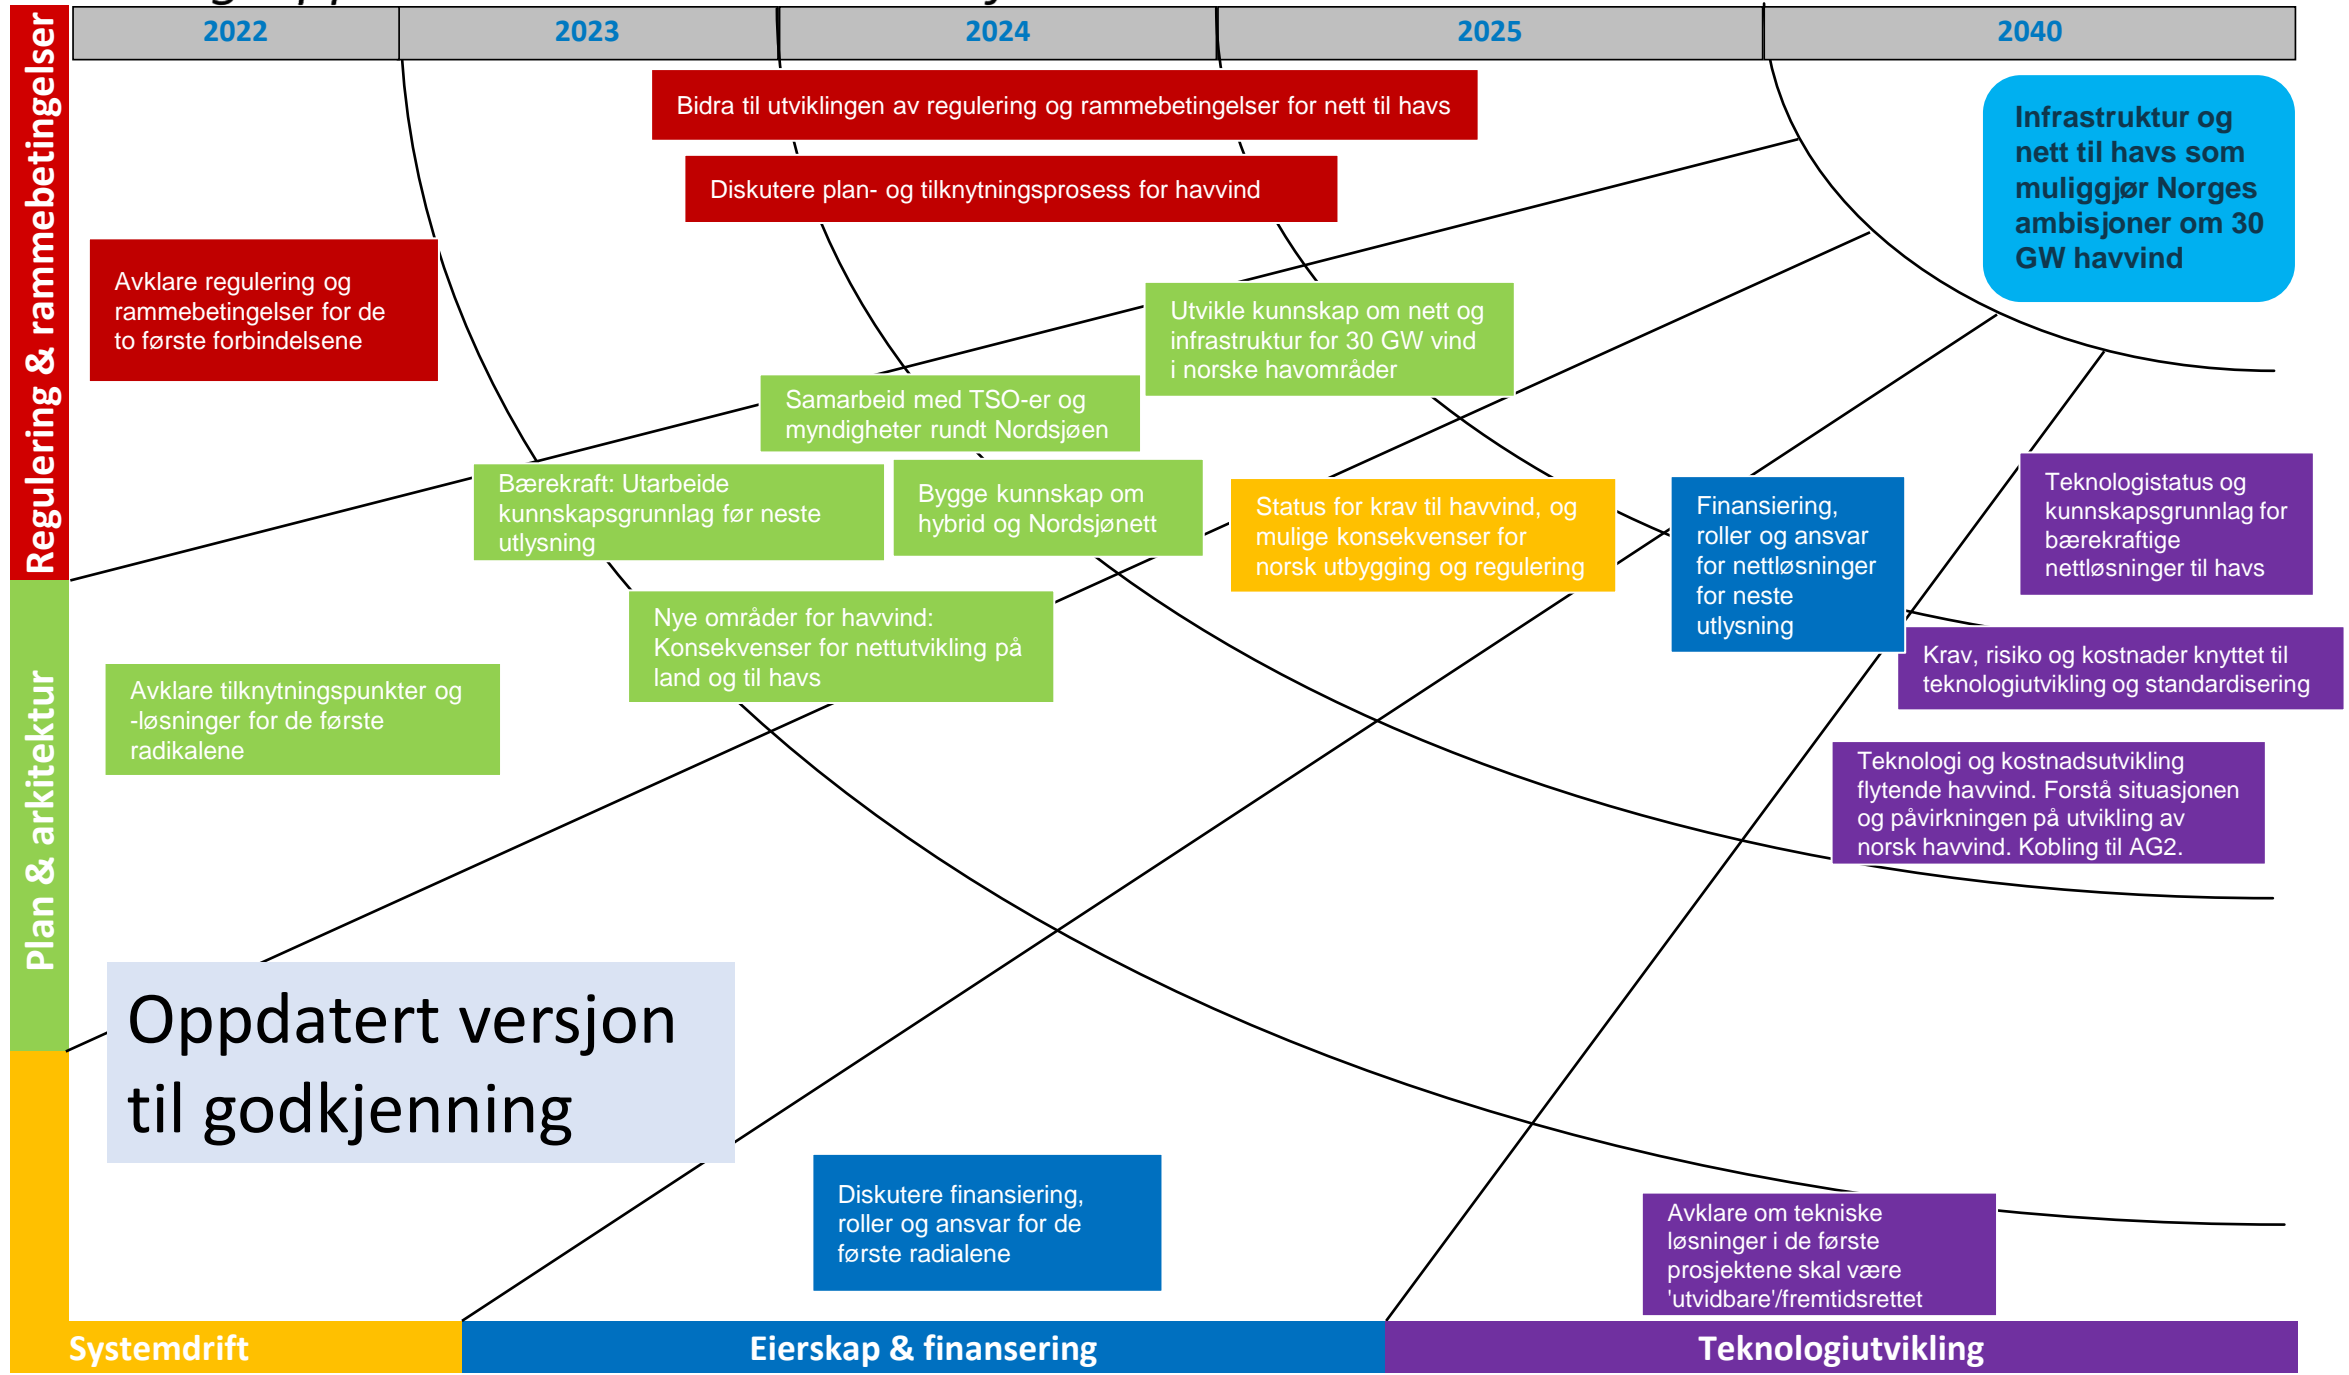 2022
2023
2024
2025
2040
Regulering & rammebetingelser
Bidra til utviklingen av regulering og rammebetingelser for nett til havs
Diskutere plan- og tilknytningsprosess for havvind
Infrastruktur og
nett til havs som
muliggjør Norges
ambisjoner om 30
GW havvind
Avklare regulering og
rammebetingelser for de
to første forbindelsene
Utvikle kunnskap om nett og
infrastruktur for 30 GW vind
i norske havområder
Samarbeid med TSO-er og
myndigheter rundt Nordsjøen
Bærekraft: Utarbeide
kunnskapsgrunnlag før neste
utlysning
Bygge kunnskap om
hybrid og Nordsjønett
Status for krav til havvind, og
mulige konsekvenser for
norsk utbygging og regulering
Finansiering,
roller og ansvar
for nettløsninger
for neste
utlysning
Teknologistatus og
kunnskapsgrunnlag for
bærekraftige
nettløsninger til havs
Plan & arkitektur
Nye områder for havvind:
Konsekvenser for nettutvikling på
land og til havs
Krav, risiko og kostnader knyttet til
teknologiutvikling og standardisering
Avklare tilknytningspunkter og
-løsninger for de første
radikalene
Teknologi og kostnadsutvikling
flytende havvind. Forstå situasjonen
og påvirkningen på utvikling av
norsk havvind. Kobling til AG2.
Oppdatert versjon
til godkjenning
Diskutere finansiering,
roller og ansvar for de
første radialene
Avklare om tekniske
løsninger i de første
prosjektene skal være
'utvidbare'/fremtidsrettet
Systemdrift
Eierskap & finansering
Teknologiutvikling